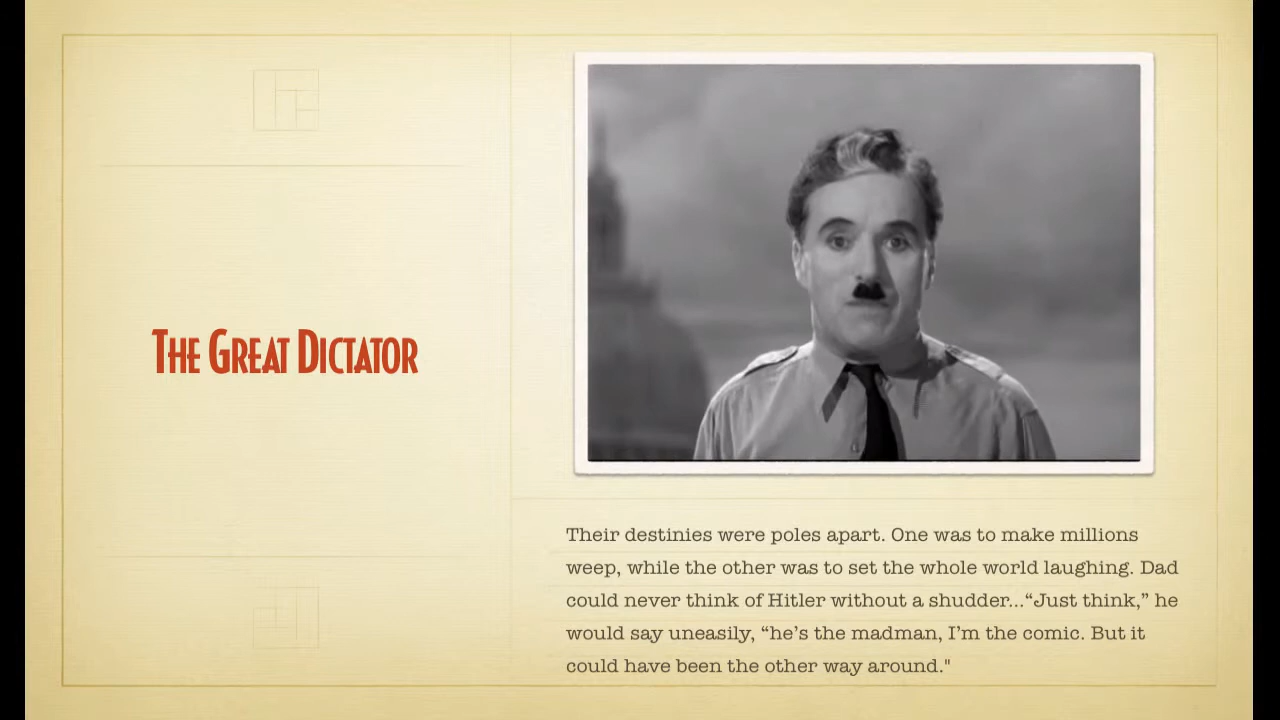 The Great Dictator
Their destinies were poles apart. One was to make millions
weep, while the other was to set the whole world laughing. Dad
could never think of Hitler without a shudder...“Just think,” he
would say uneasily, “he’s the madman, I’m the comic. But it
could have been the other way around."